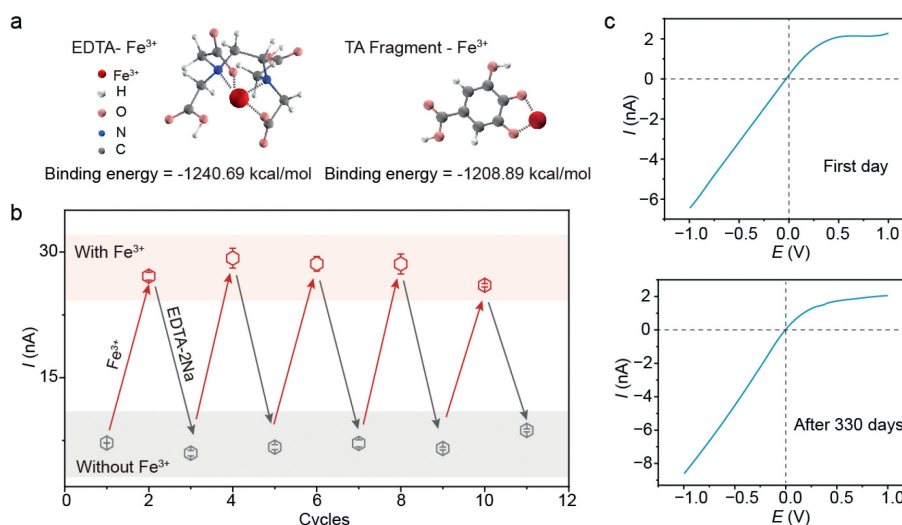 a
EDTA- Fe³⁺
Fe³⁺
H
O
N
C
Binding energy = -1240.69 kcal/mol
TA Fragment - Fe³⁺
Binding energy = -1208.89 kcal/mol
b
I (nA)
30
15
With Fe³⁺
Fe³⁺
EDTA-2Na
Without Fe³⁺
0 2 4 6 8 10 12
Cycles
c
I (nA)
2
0
−2
−4
−6
First day
−1.0 −0.5 0.0 0.5 1.0
E (V)
I (nA)
2
0
−2
−4
−6
−8
After 330 days
−1.0 −0.5 0.0 0.5 1.0
E (V)